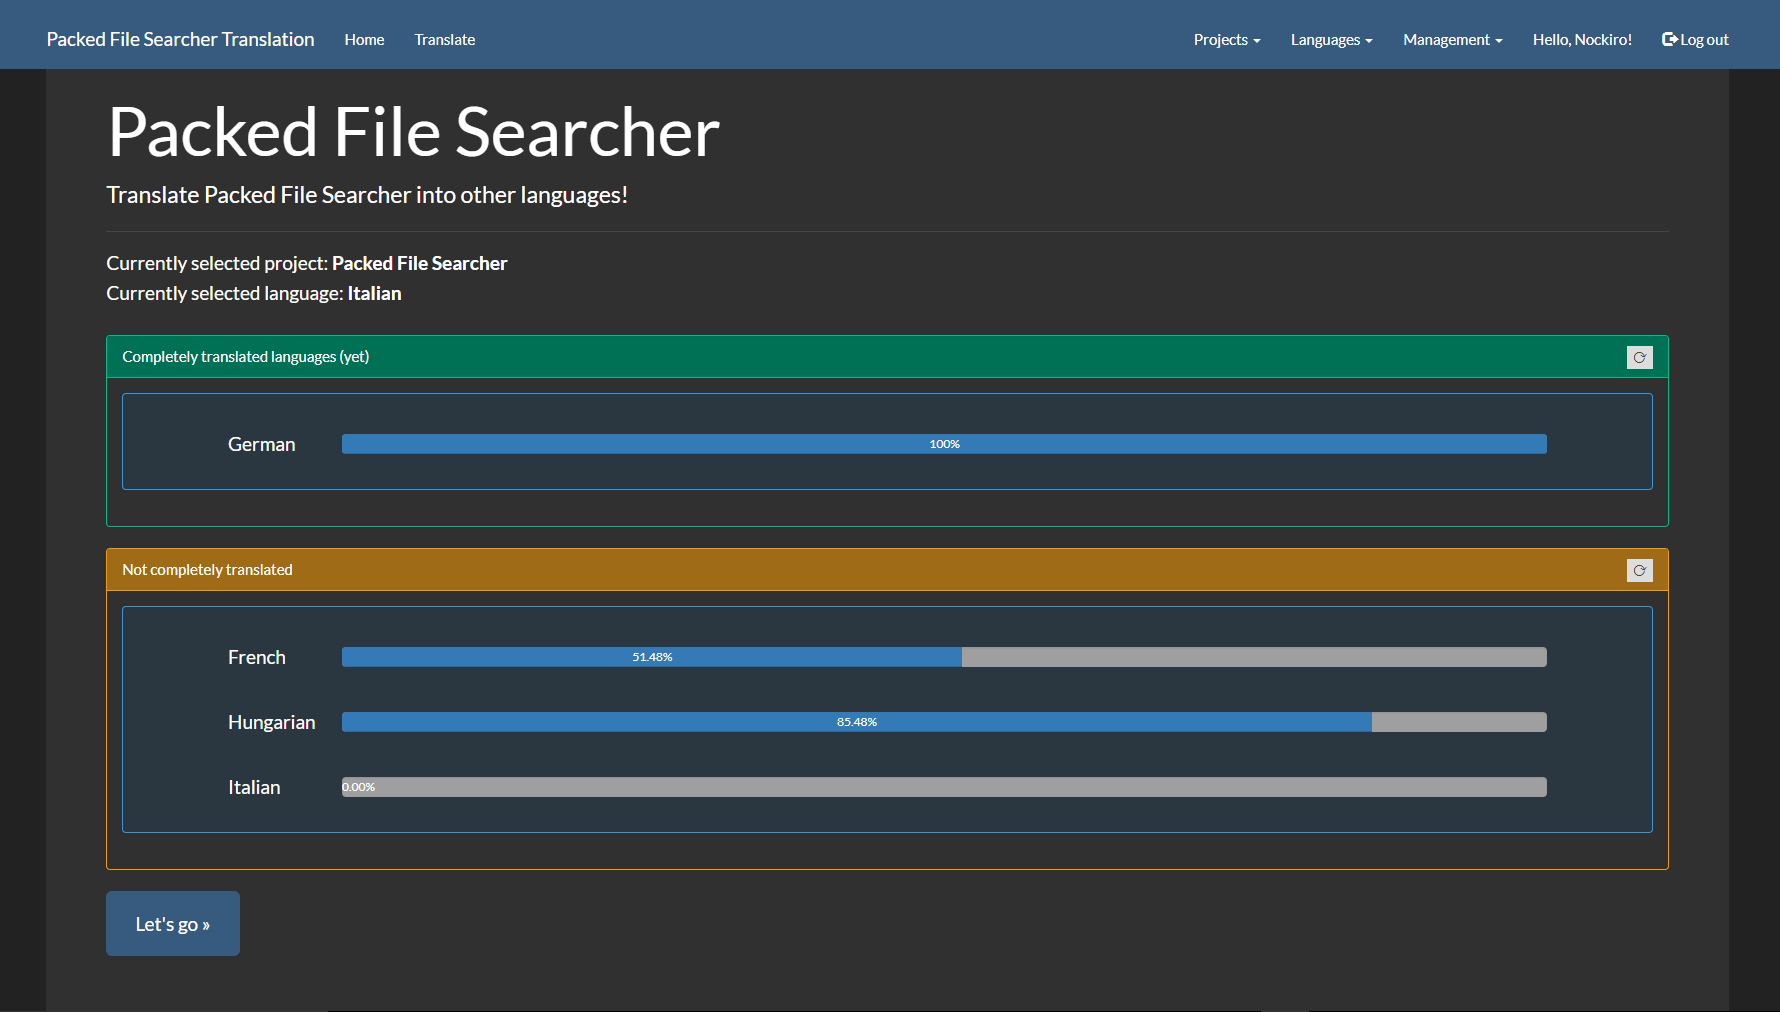 Packed File Searcher Translation Home Translate Projects Languages Management Hello, Nockiro! Log out
Packed File Searcher
Translate Packed File Searcher into other languages!
Currently selected project: Packed File Searcher
Currently selected language: Italian
Completely translated languages (yet)
German 100%
Not completely translated
French 51.48%
Hungarian 85.48%
Italian 0.00%
Let's go »